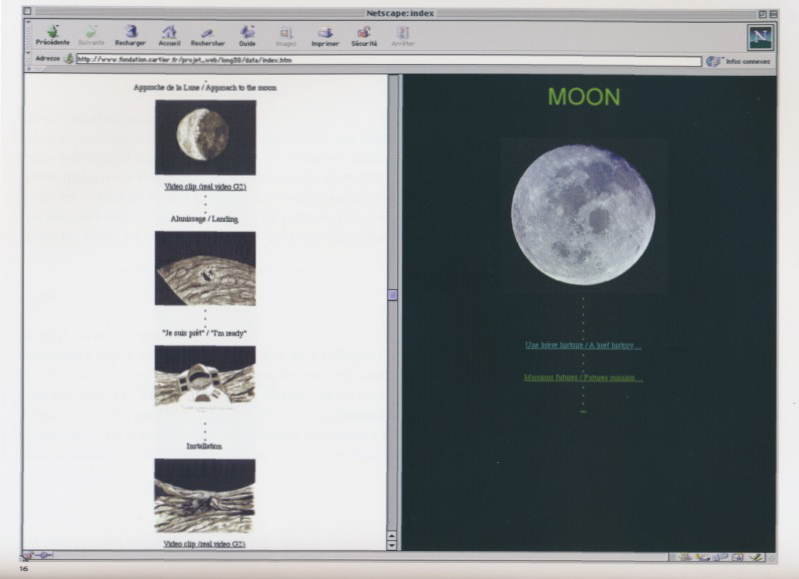 Netscape: index
Précédente
Suivante
Recharger
Accueil
Rechercher
Guide
Images
Imprimer
Sécurité
Arrêter
N
Adresse
http://www.fondation.cartier.fr/projet_web/long38/data/index.htm
Infos connexes
Approche de la Lune / Approach to the moon
Video clip (real video G2)
Alunissage / Landing
"Je suis prêt" / "I'm ready"
Installation
Video clip (real video G2)
MOON
Une brève histoire / A bref history ...
Missions futures / Futures mission ...
16